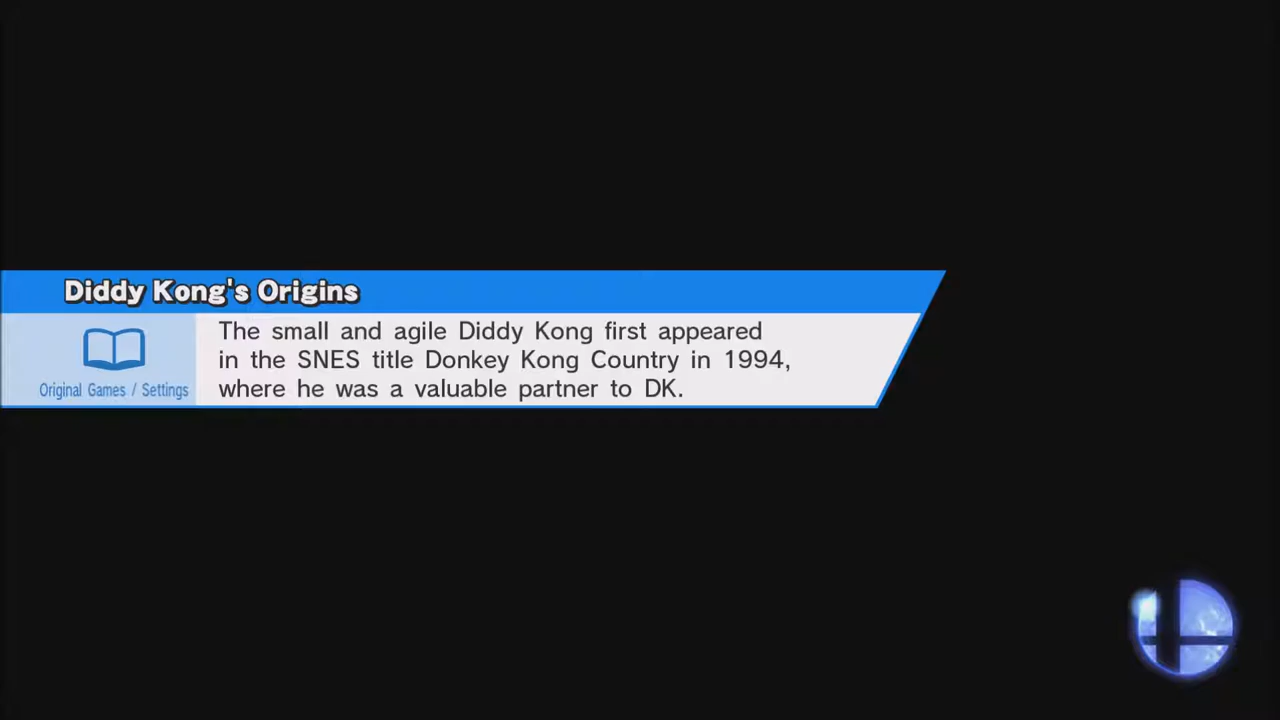 Diddy Kong's Origins
Original Games / Settings
The small and agile Diddy Kong first appeared
in the SNES title Donkey Kong Country in 1994,
where he was a valuable partner to DK.